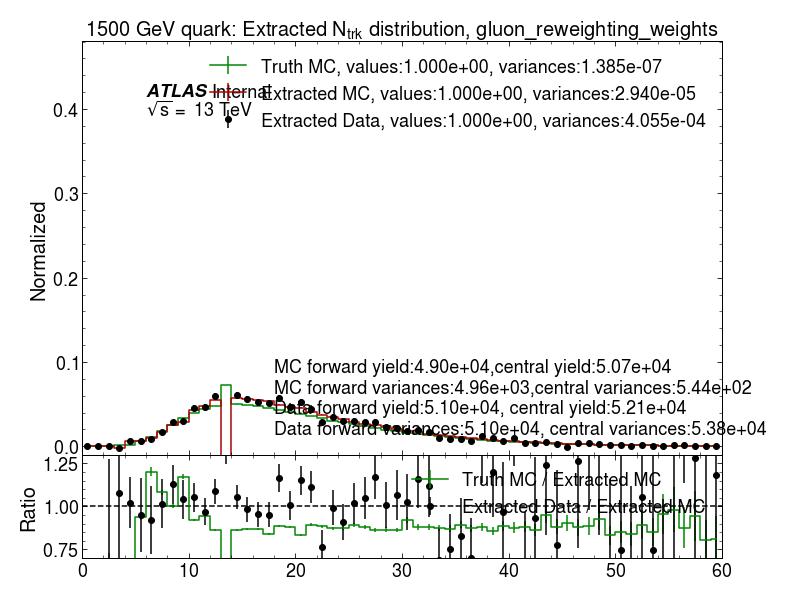 1500 GeV quark: Extracted Ntrk distribution, gluon_reweighting_weights
Truth MC, values:1.000e+00, variances:1.385e-07
ATLAS Internal
Extracted MC, values:1.000e+00, variances:2.940e-05
√s = 13 TeV
Extracted Data, values:1.000e+00, variances:4.055e-04
Normalized
0.4
0.3
0.2
0.1
0.0
MC forward yield:4.90e+04,central yield:5.07e+04
MC forward variances:4.96e+03,central variances:5.44e+02
Data forward yield:5.10e+04, central yield:5.21e+04
Data forward variances:5.10e+04, central variances:5.38e+04
Ratio
1.25
1.00
0.75
Truth MC / Extracted MC
Extracted Data / Extracted MC
0 10 20 30 40 50 60